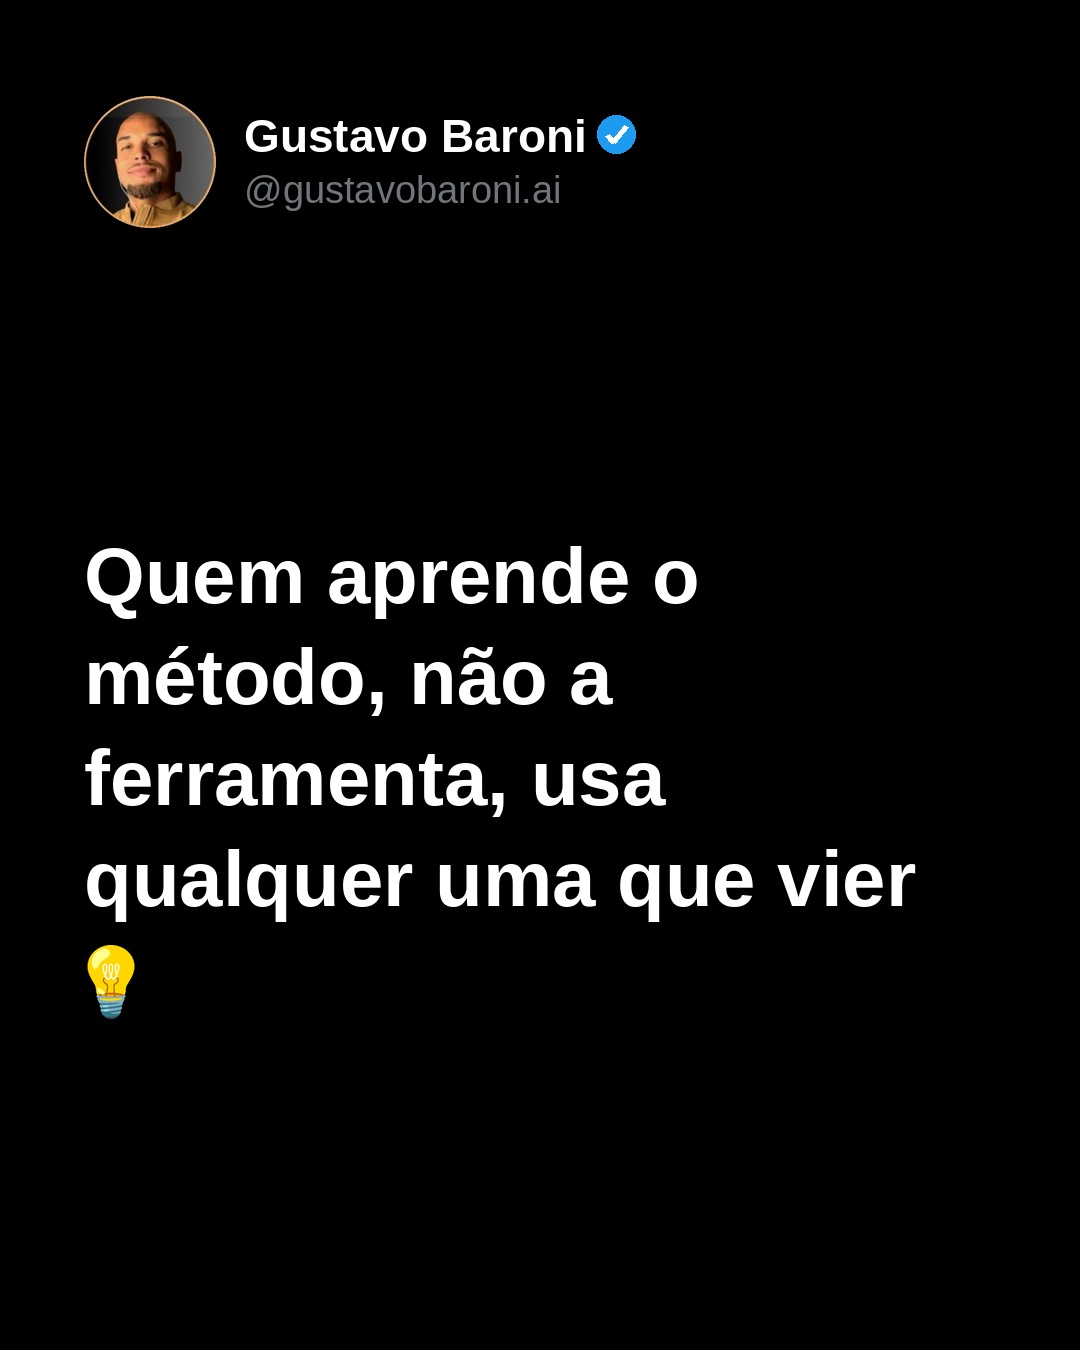 Gustavo Baroni
@gustavobaroni.ai
Quem aprende o
método, não a
ferramenta, usa
qualquer uma que vier
💡